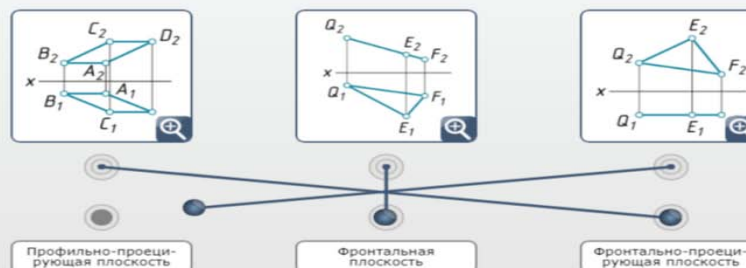 C₂ D₂
B₂
A₂
x
B₁ A₁
C₁
Q₂
E₂ F₂
x
Q₁ F₁
E₁
E₂
Q₂
F₂
x
Q₁ E₁
Профильно-проеци-
рующая плоскость
Фронтальная
плоскость
Фронтально-проеци-
рующая плоскость